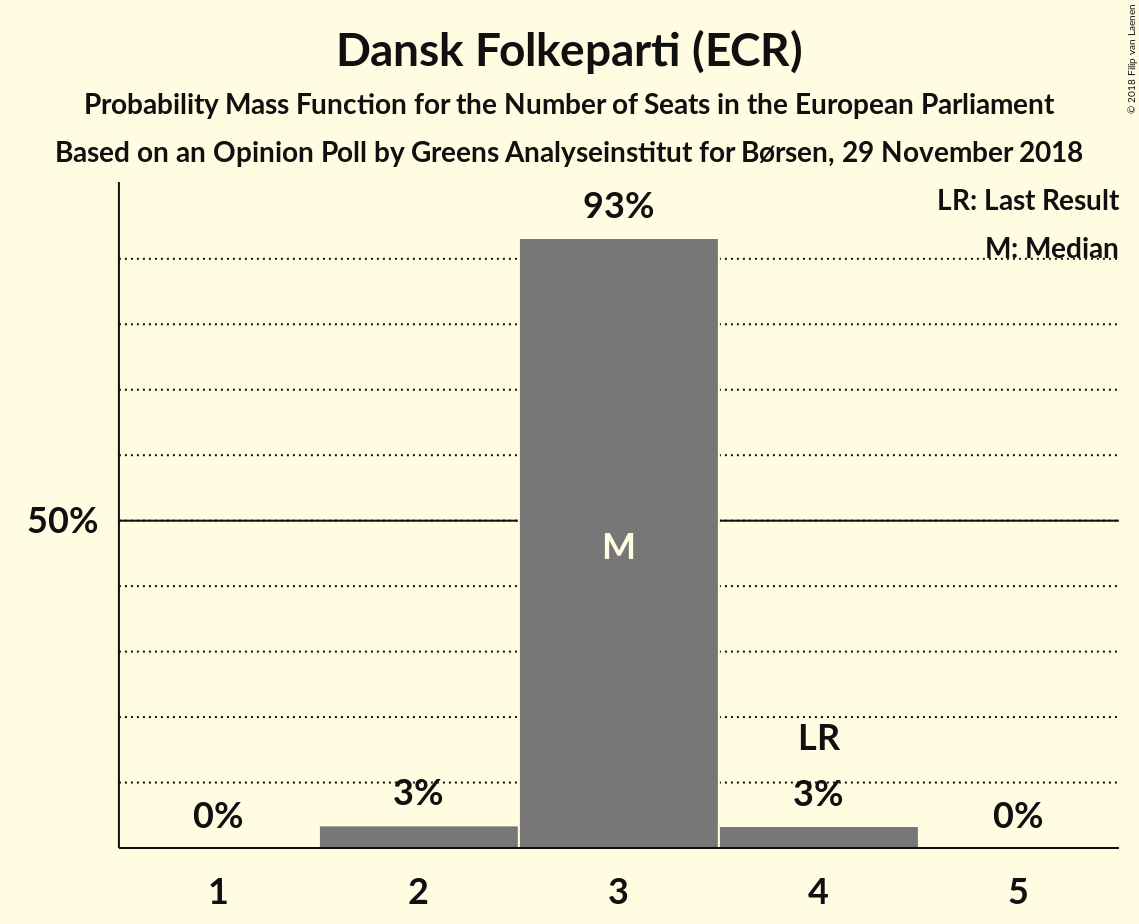 Dansk Folkeparti (ECR)
Probability Mass Function for the Number of Seats in the European Parliament
Based on an Opinion Poll by Greens Analyseinstitut for Børsen, 29 November 2018
© 2018 Filip van Laenen
LR: Last Result
M: Median
93%
50%
M
LR
0%
3%
3%
0%
1
2
3
4
5